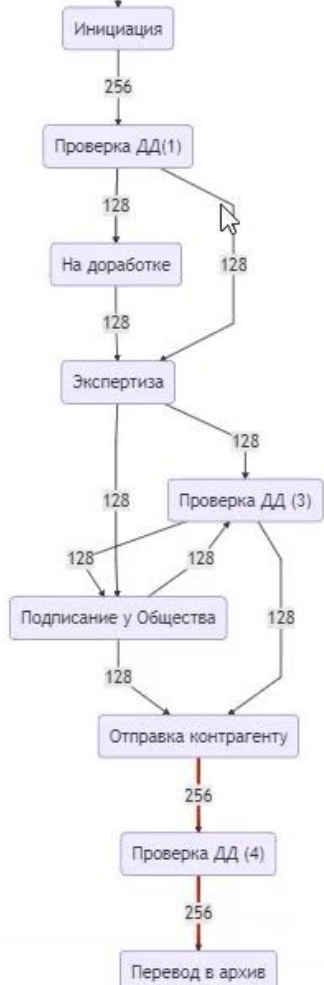 Инициация
256
Проверка ДД(1)
128
На доработке
128
128
Экспертиза
128
128
Проверка ДД (3)
128
128
Подписание у Общества
128
128
Отправка контрагенту
256
Проверка ДД (4)
256
Перевод в архив